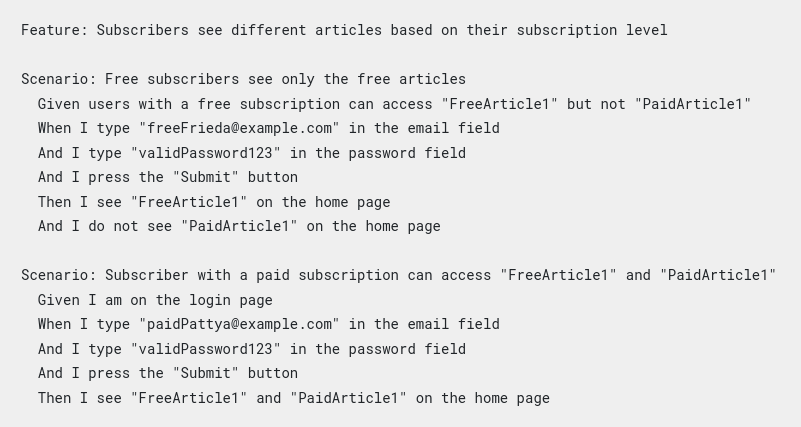 Feature: Subscribers see different articles based on their subscription level
Scenario: Free subscribers see only the free articles
Given users with a free subscription can access "FreeArticle1" but not "PaidArticle1"
When I type "freeFrieda@example.com" in the email field
And I type "validPassword123" in the password field
And I press the "Submit" button
Then I see "FreeArticle1" on the home page
And I do not see "PaidArticle1" on the home page
Scenario: Subscriber with a paid subscription can access "FreeArticle1" and "PaidArticle1"
Given I am on the login page
When I type "paidPattya@example.com" in the email field
And I type "validPassword123" in the password field
And I press the "Submit" button
Then I see "FreeArticle1" and "PaidArticle1" on the home page